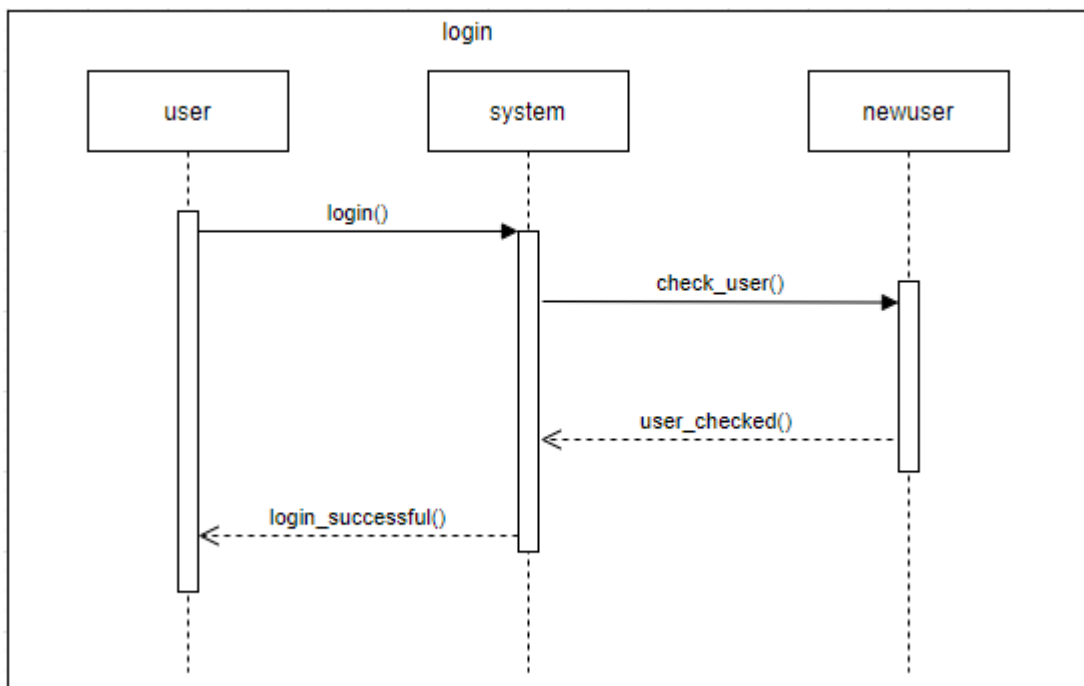 login
user
system
newuser
login()
check_user()
user_checked()
login_successful()